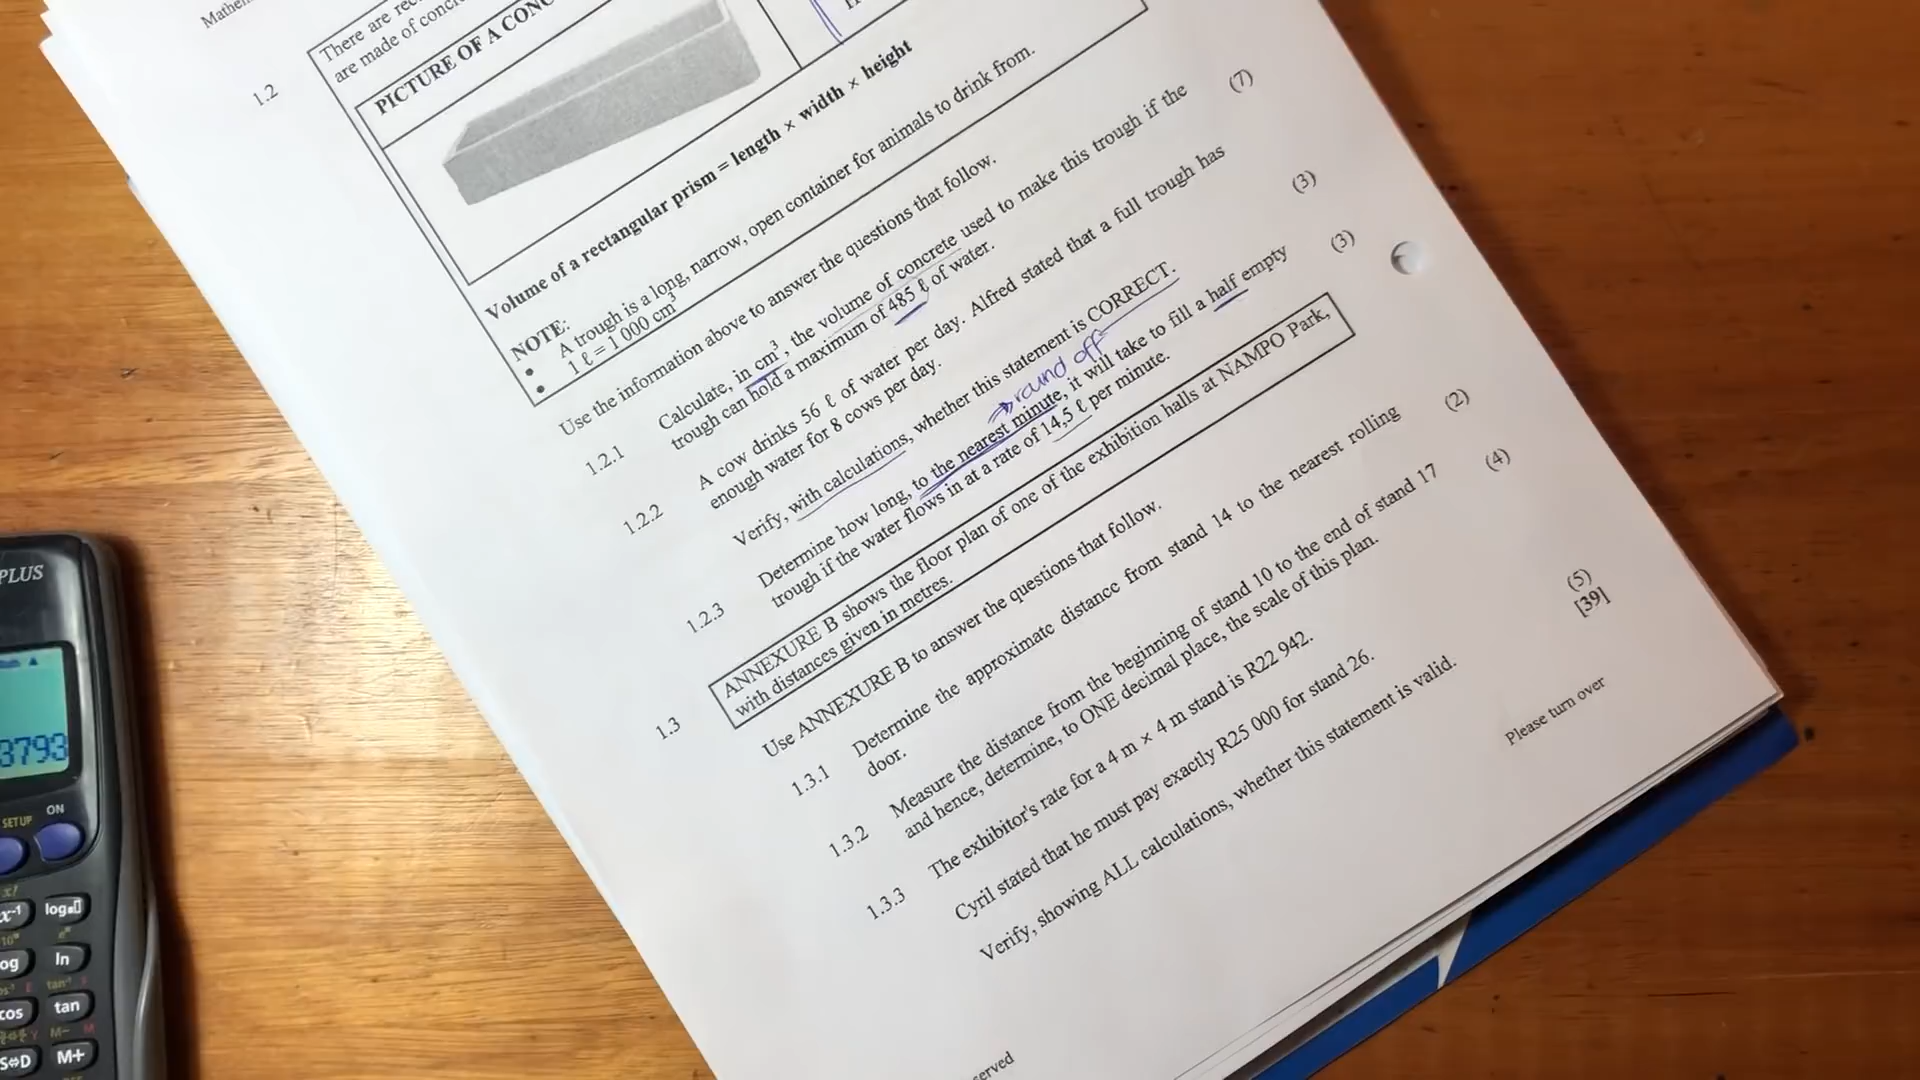 Mathem
There are rec
are made of concre
1.2
PICTURE OF A CONC
Volume of a rectangular prism = length × width × height
NOTE:
• A trough is a long, narrow, open container for animals to drink from.
• 1 ℓ = 1 000 cm³
Use the information above to answer the questions that follow.
1.2.1 Calculate, in cm³, the volume of concrete used to make this trough if the
trough can hold a maximum of 485 ℓ of water. (7)
1.2.2 A cow drinks 56 ℓ of water per day. Alfred stated that a full trough has
enough water for 8 cows per day.
Verify, with calculations, whether this statement is CORRECT. (3)
⇒ round off
1.2.3 Determine how long, to the nearest minute, it will take to fill a half empty
trough if the water flows in at a rate of 14,5 ℓ per minute. (3)
1.3 ANNEXURE B shows the floor plan of one of the exhibition halls at NAMPO Park,
with distances given in metres.
Use ANNEXURE B to answer the questions that follow.
1.3.1 Determine the approximate distance from stand 14 to the nearest rolling
door. (2)
1.3.2 Measure the distance from the beginning of stand 10 to the end of stand 17
and hence, determine, to ONE decimal place, the scale of this plan. (4)
1.3.3 The exhibitor's rate for a 4 m × 4 m stand is R22 942.
Cyril stated that he must pay exactly R25 000 for stand 26.
Verify, showing ALL calculations, whether this statement is valid. (5)
[39]
Please turn over
served
PLUS
3793
SETUP ON
x!
x⁻¹ log
10ˣ eˣ
og ln
cos⁻¹ tan⁻¹
cos tan
M− M
S⇔D M+